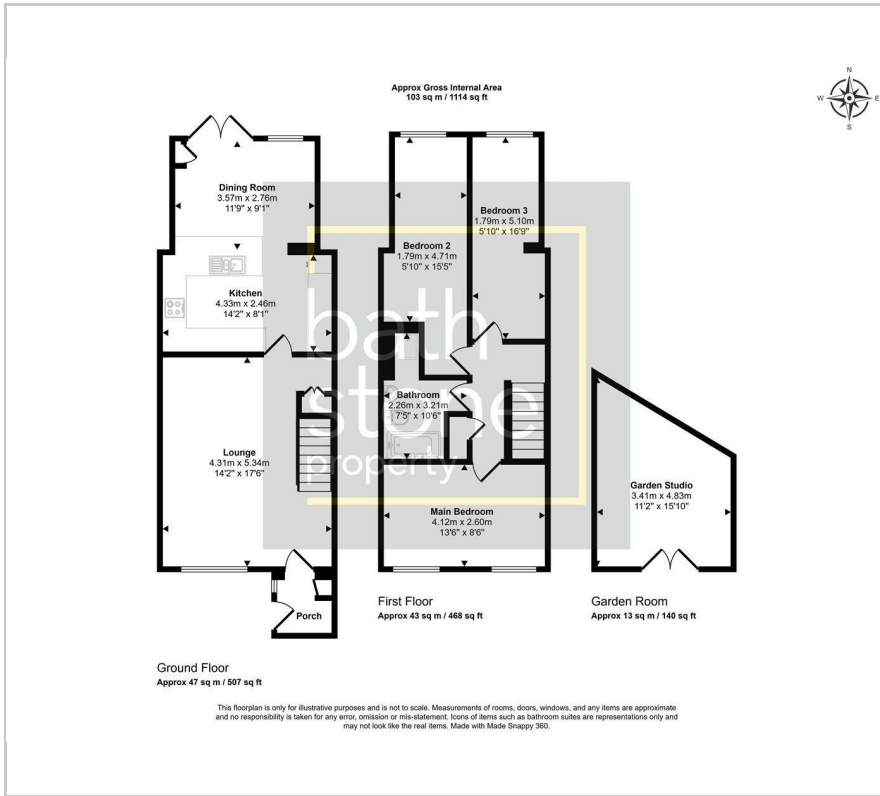 Approx Gross Internal Area
103 sq m / 1114 sq ft
N
W
E
S
Dining Room
3.57m x 2.76m
11'9" x 9'1"
Kitchen
4.33m x 2.46m
14'2" x 8'1"
Lounge
4.31m x 5.34m
14'2" x 17'6"
Porch
Ground Floor
Approx 47 sq m / 507 sq ft
Bedroom 2
1.79m x 4.71m
5'10" x 15'5"
Bedroom 3
1.79m x 5.10m
5'10" x 16'9"
Bathroom
2.26m x 3.21m
7'5" x 10'6"
Main Bedroom
4.12m x 2.60m
13'6" x 8'6"
First Floor
Approx 43 sq m / 468 sq ft
Garden Studio
3.41m x 4.83m
11'2" x 15'10"
Garden Room
Approx 13 sq m / 140 sq ft
bath
stone
property
This floorplan is only for illustrative purposes and is not to scale. Measurements of rooms, doors, windows, and any items are approximate
and no responsibility is taken for any error, omission or mis-statement. Icons of items such as bathroom suites are representations only and
may not look like the real items. Made with Made Snappy 360.